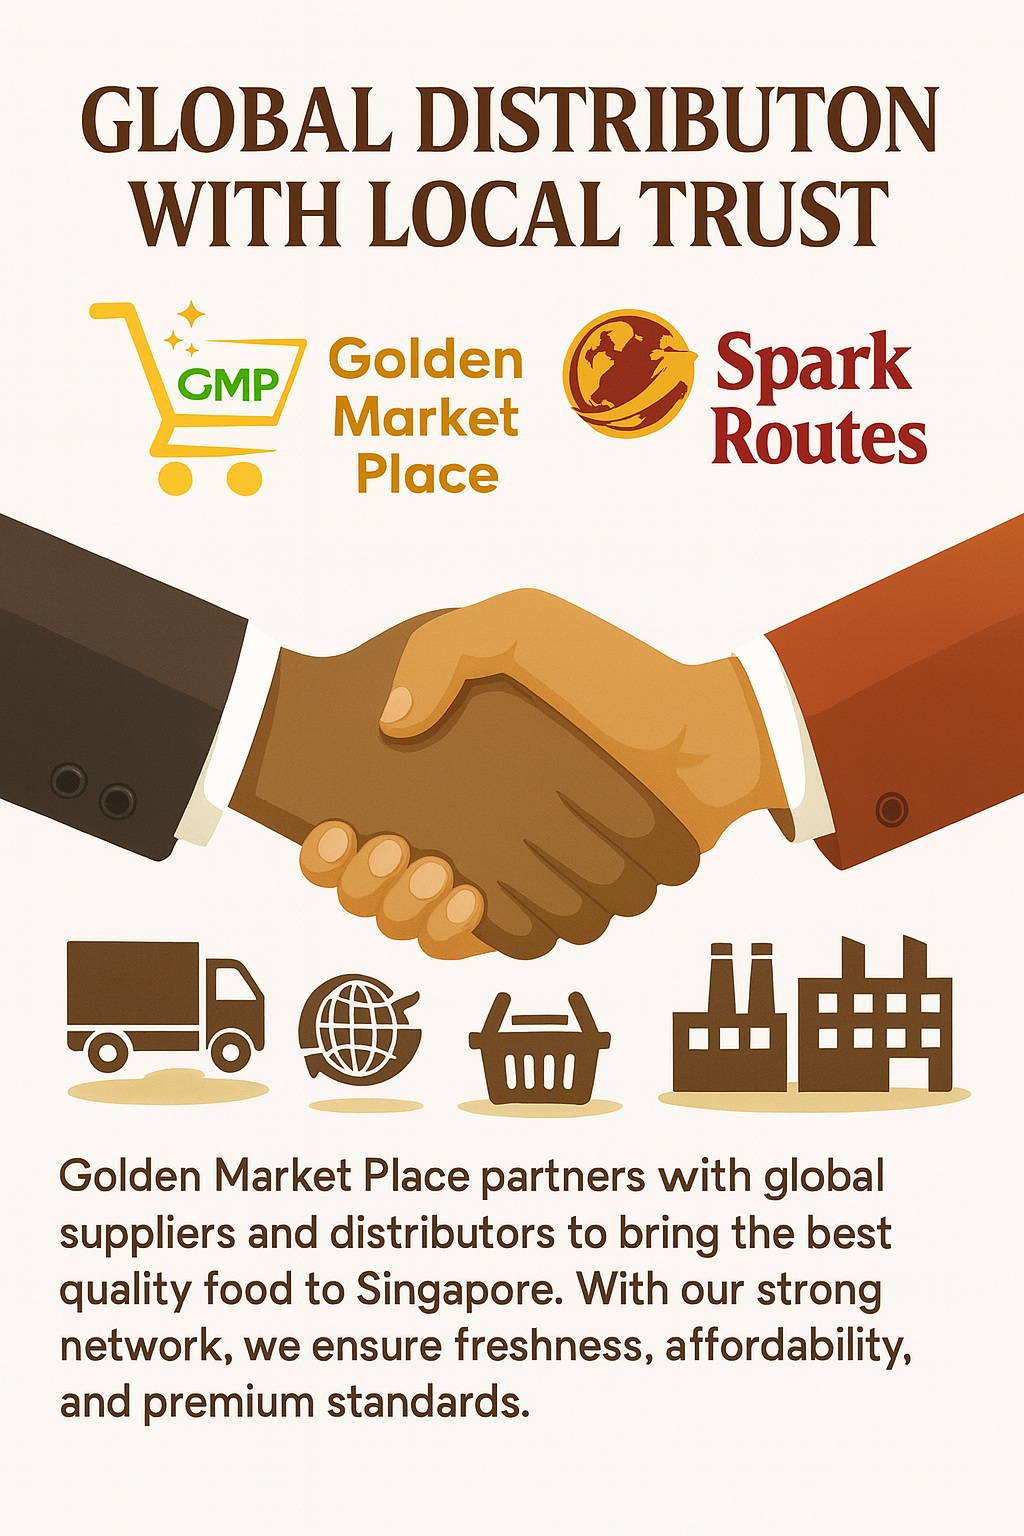 GLOBAL DISTRIBUTON
WITH LOCAL TRUST
GMP
Golden
Market
Place
Spark
Routes
Golden Market Place partners with global
suppliers and distributors to bring the best
quality food to Singapore. With our strong
network, we ensure freshness, affordability,
and premium standards.